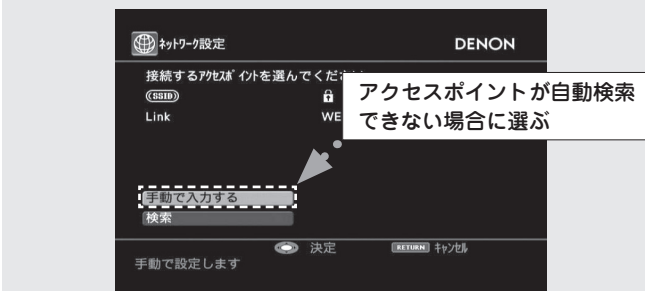 ネットワーク設定
DENON
接続するアクセスポイントを選んでくださ
SSID
Link
WE
アクセスポイントが自動検索
できない場合に選ぶ
手動で入力する
検索
決定
RETURN キャンセル
手動で設定します